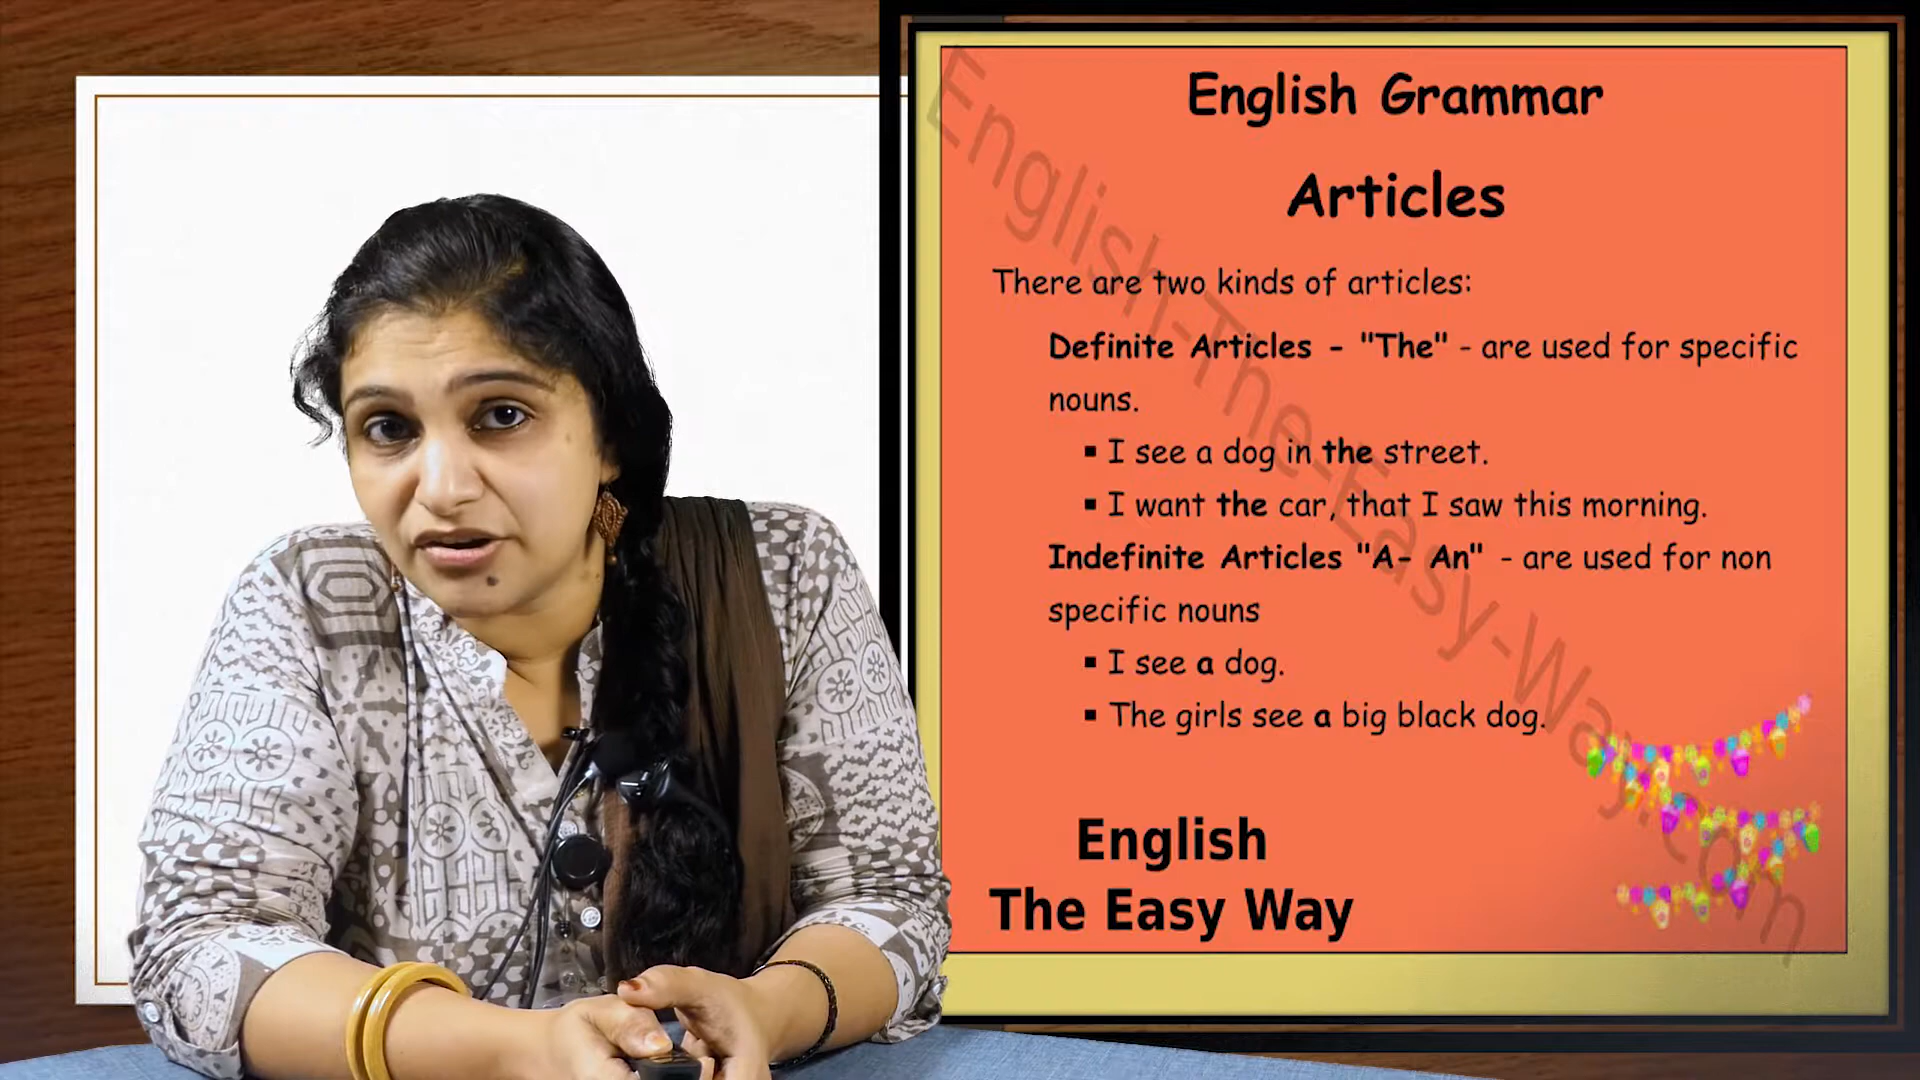 English Grammar
Articles
There are two kinds of articles:
Definite Articles - "The" - are used for specific
nouns.
▪ I see a dog in the street.
▪ I want the car, that I saw this morning.
Indefinite Articles "A- An" - are used for non
specific nouns
▪ I see a dog.
▪ The girls see a big black dog.
English
The Easy Way
English-The-Easy-Way.com